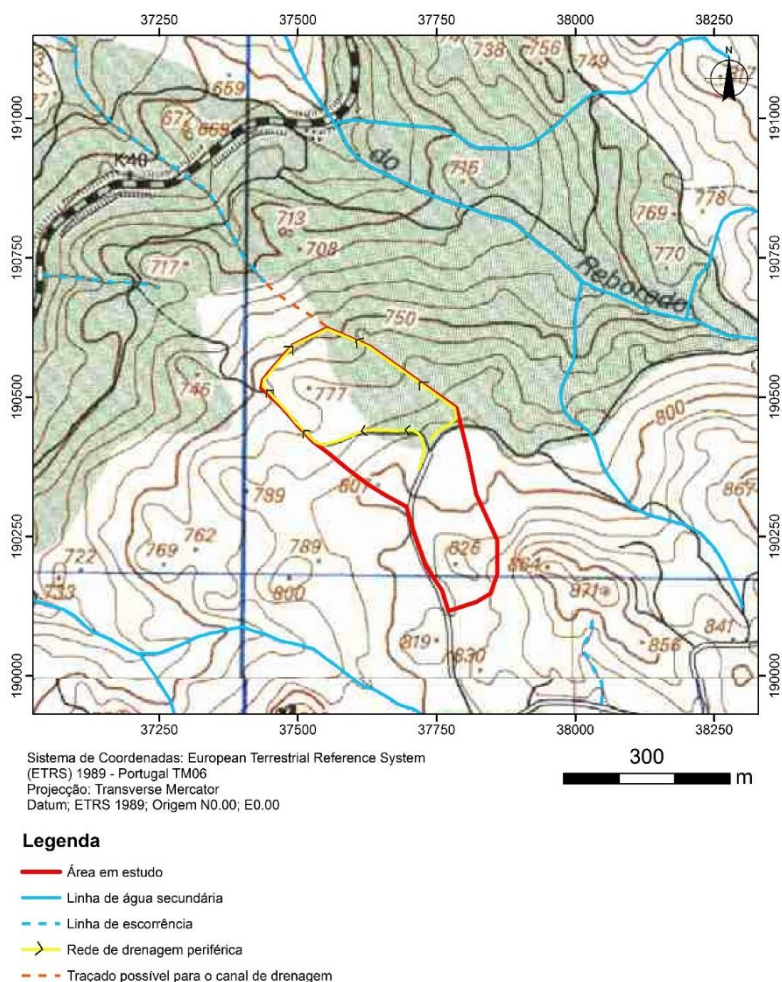 37250 37500 37750 38000 38250
738 756 749
659
191000 191000
677 668
K40
do
715
713
708
769 778
770
717
190750 190750
Reborado
750
777
746
190500 190500
800
807
789
867
762
769
789
826
864
190250 190250
722
733
800
871
819
830
856
841
190000 190000
37250 37500 37750 38000 38250
N
Sistema de Coordenadas: European Terrestrial Reference System
(ETRS) 1989 - Portugal TM06
Projecção: Transverse Mercator
Datum; ETRS 1989; Origem N0.00; E0.00
300
m
Legenda
Área em estudo
Linha de água secundária
Linha de escorrência
Rede de drenagem periférica
Traçado possível para o canal de drenagem